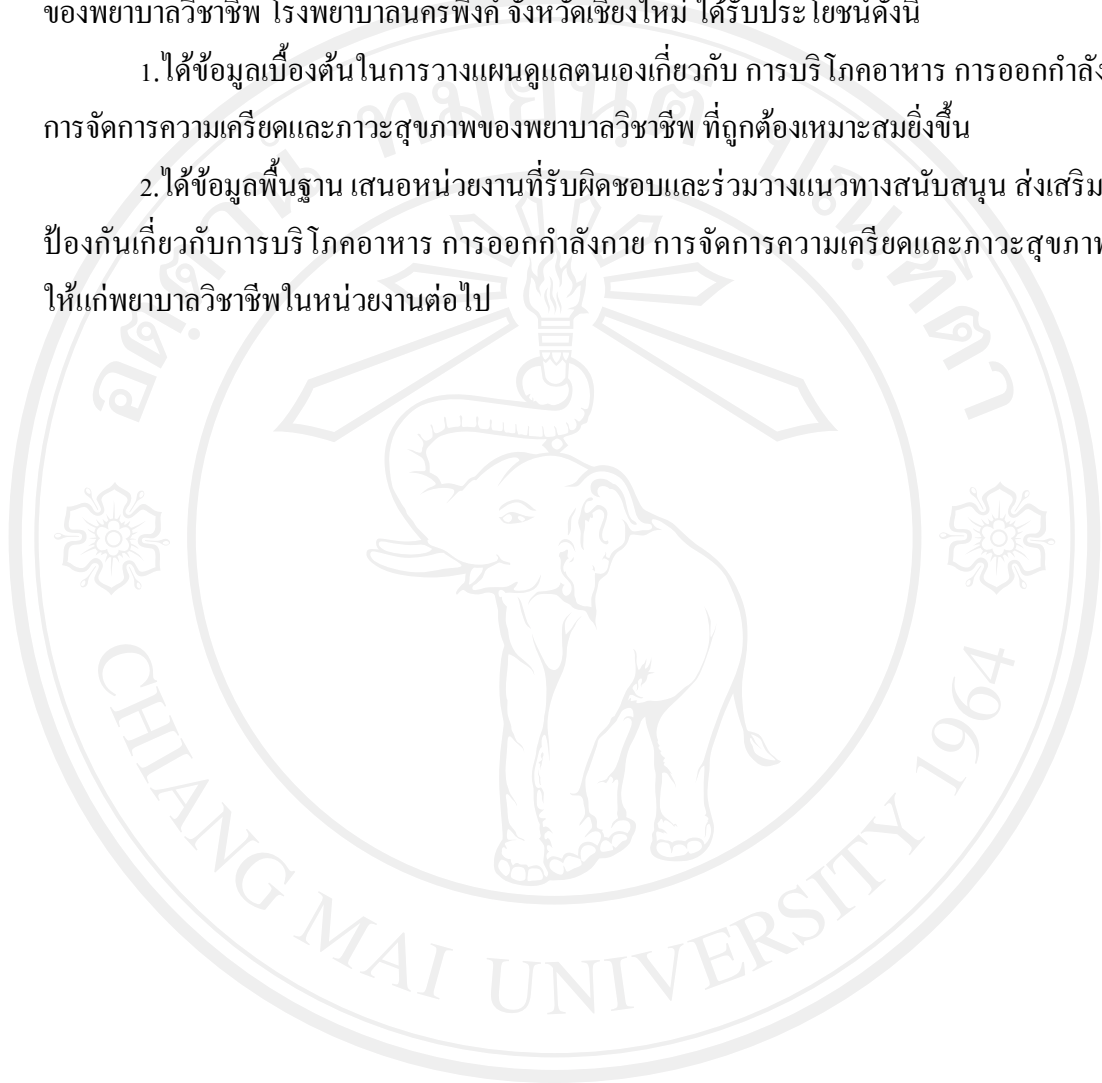 ของพยาบาลวิชาชีพ โรงพยาบาลนครพิงค์ จังหวัดเชียงใหม่ ได้รับประโยชน์ดังนี้
1.ได้ข้อมูลเบื้องต้นในการวางแผนดูแลตนเองเกี่ยวกับ การบริโภคอาหาร การออกกำลัง
การจัดการความเครียดและภาวะสุขภาพของพยาบาลวิชาชีพ ที่ถูกต้องเหมาะสมยิ่งขึ้น
2.ได้ข้อมูลพื้นฐาน เสนอหน่วยงานที่รับผิดชอบและร่วมวางแนวทางสนับสนุน ส่งเสริม
ป้องกันเกี่ยวกับการบริโภคอาหาร การออกกำลังกาย การจัดการความเครียดและภาวะสุขภาพ
ให้แก่พยาบาลวิชาชีพในหน่วยงานต่อไป
อตฺตานํ ทมยนฺติ ปณฺฑิตา
CHIANG MAI UNIVERSITY 1964